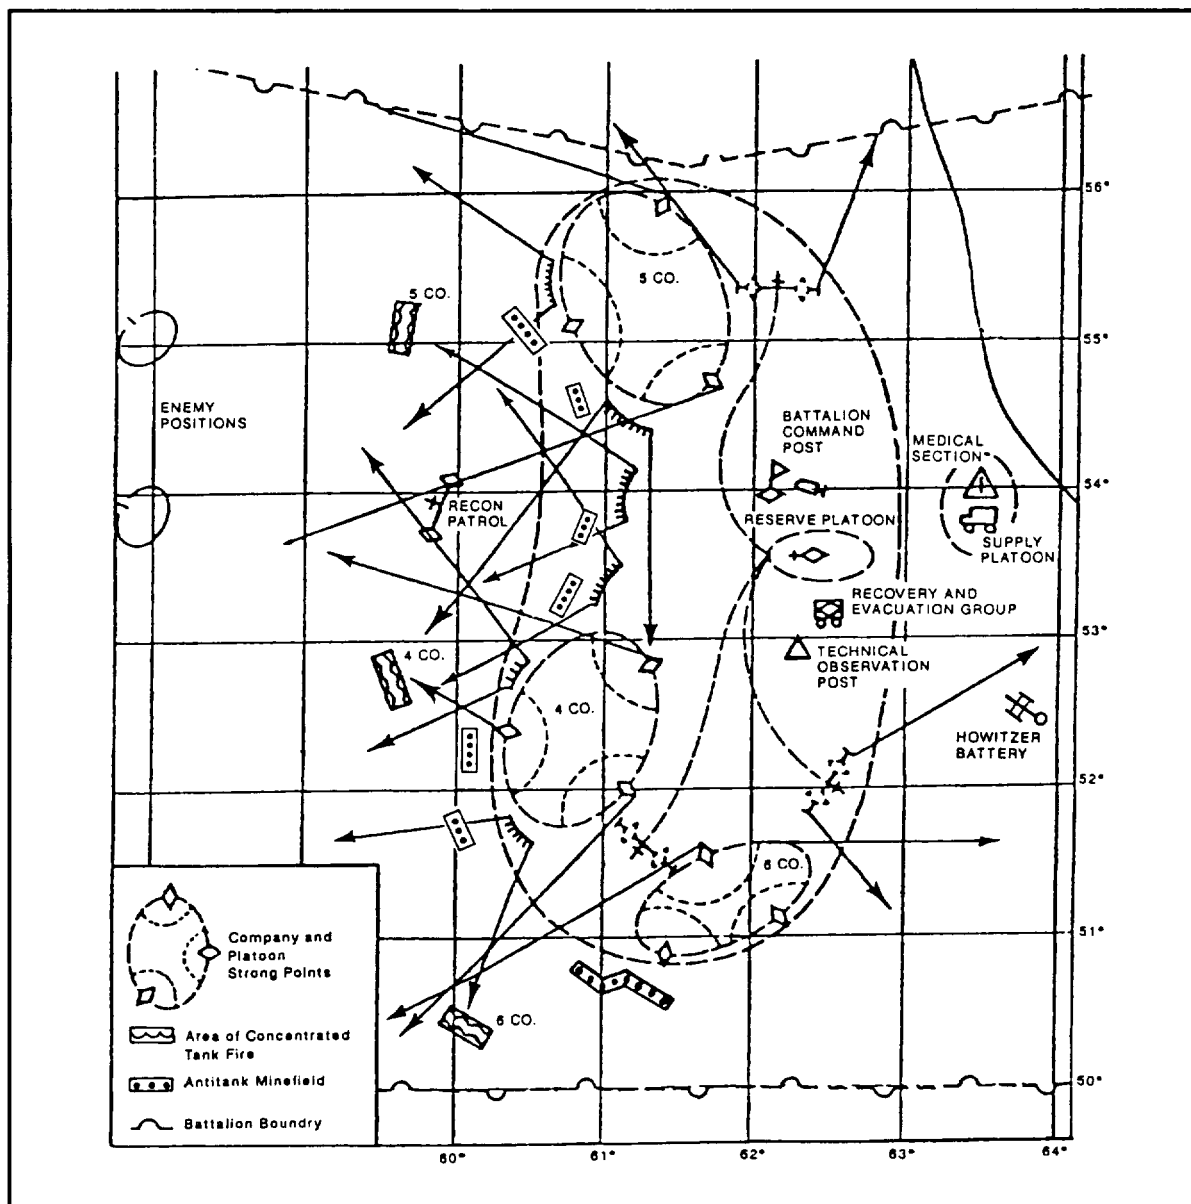 56°
5 CO.
5 CO.
55°
ENEMY
POSITIONS
BATTALION
COMMAND
POST
MEDICAL
SECTION
54°
RECON
PATROL
RESERVE PLATOON
SUPPLY
PLATOON
RECOVERY AND
EVACUATION GROUP
53°
4 CO.
TECHNICAL
OBSERVATION
POST
4 CO.
HOWITZER
BATTERY
52°
6 CO.
Company and
Platoon
Strong Points
51°
6 CO.
Area of Concentrated
Tank Fire
Antitank Minefield
50°
Battalion Boundry
60°
61°
62°
63°
64°